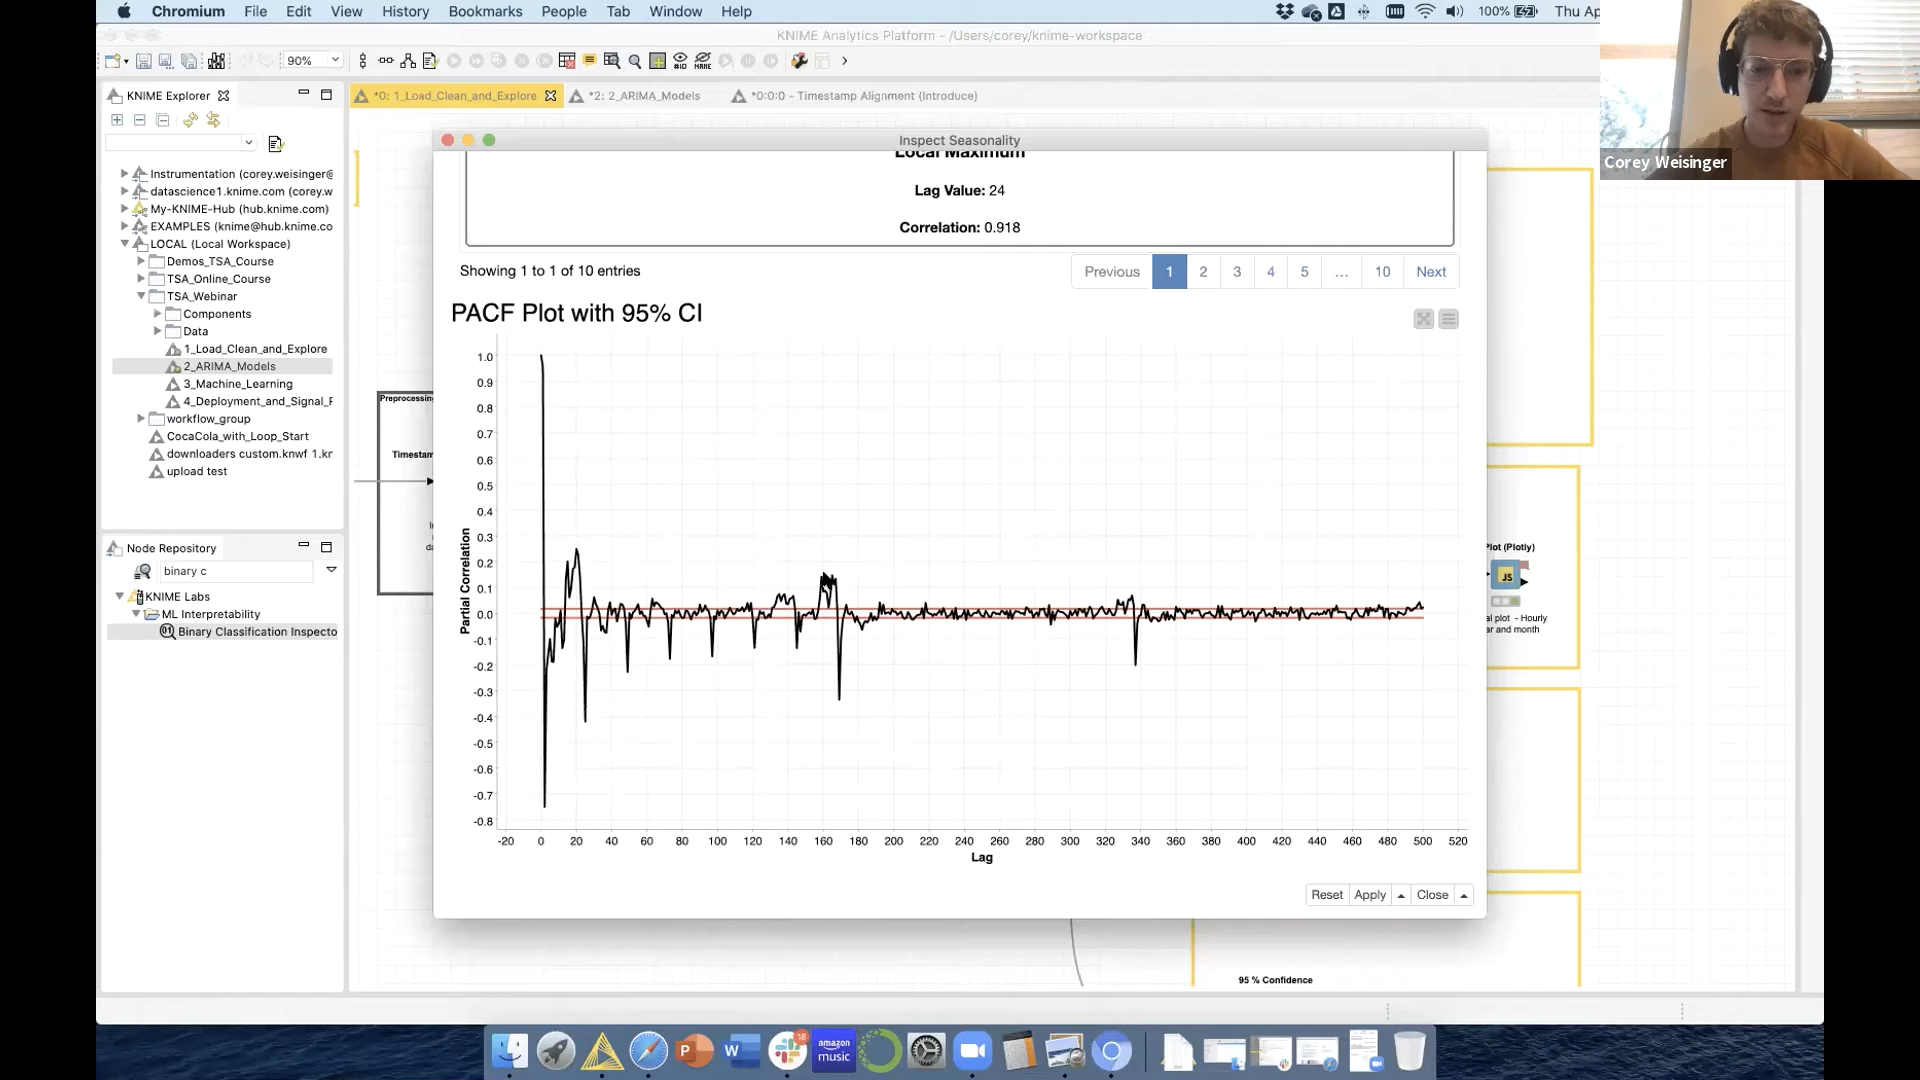 Chromium File Edit View History Bookmarks People Tab Window Help
100% Thu Ap
KNIME Analytics Platform - /Users/corey/knime-workspace
90%
KNIME Explorer
*0: 1_Load_Clean_and_Explore
*2: 2_ARIMA_Models
*0:0:0 - Timestamp Alignment (Introduce)
Instrumentation (corey.weisinger@
datascience1.knime.com (corey.w
My-KNIME-Hub (hub.knime.com)
EXAMPLES (knime@hub.knime.co
LOCAL (Local Workspace)
Demos_TSA_Course
TSA_Online_Course
TSA_Webinar
Components
Data
1_Load_Clean_and_Explore
2_ARIMA_Models
3_Machine_Learning
4_Deployment_and_Signal_F
workflow_group
CocaCola_with_Loop_Start
downloaders custom.knwf 1.kr
upload test
Node Repository
binary c
KNIME Labs
ML Interpretability
Binary Classification Inspecto
Preprocessing
Timestam
Inspect Seasonality
Local Maximum
Lag Value: 24
Correlation: 0.918
Showing 1 to 1 of 10 entries
Previous 1 2 3 4 5 ... 10 Next
PACF Plot with 95% CI
1.0
0.9
0.8
0.7
0.6
0.5
0.4
0.3
0.2
0.1
0.0
-0.1
-0.2
-0.3
-0.4
-0.5
-0.6
-0.7
-0.8
Partial Correlation
-20 0 20 40 60 80 100 120 140 160 180 200 220 240 260 280 300 320 340 360 380 400 420 440 460 480 500 520
Lag
Reset Apply Close
Plot (Plotly)
JS
al plot - Hourly
ar and month
95 % Confidence
Corey Weisinger
18
amazon
music
P
W